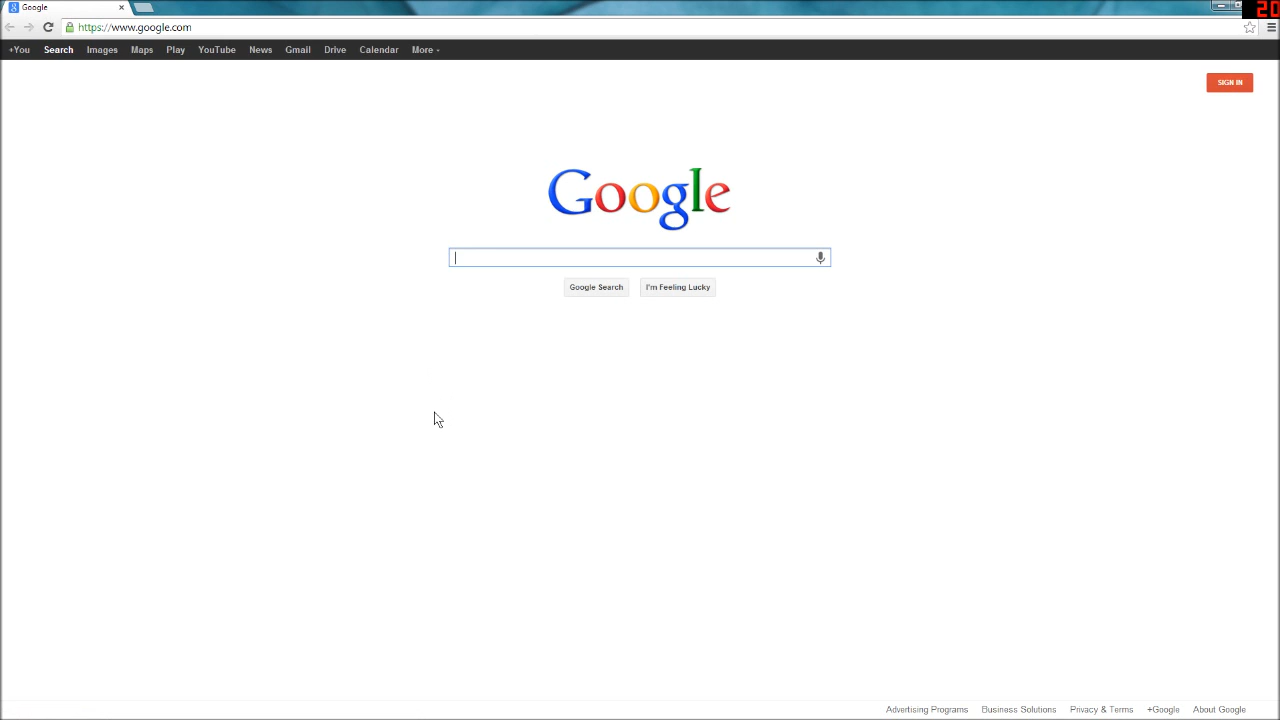 Google
https://www.google.com
20
+You Search Images Maps Play YouTube News Gmail Drive Calendar More
SIGN IN
Google
Google Search I'm Feeling Lucky
Advertising Programs Business Solutions Privacy & Terms +Google About Google